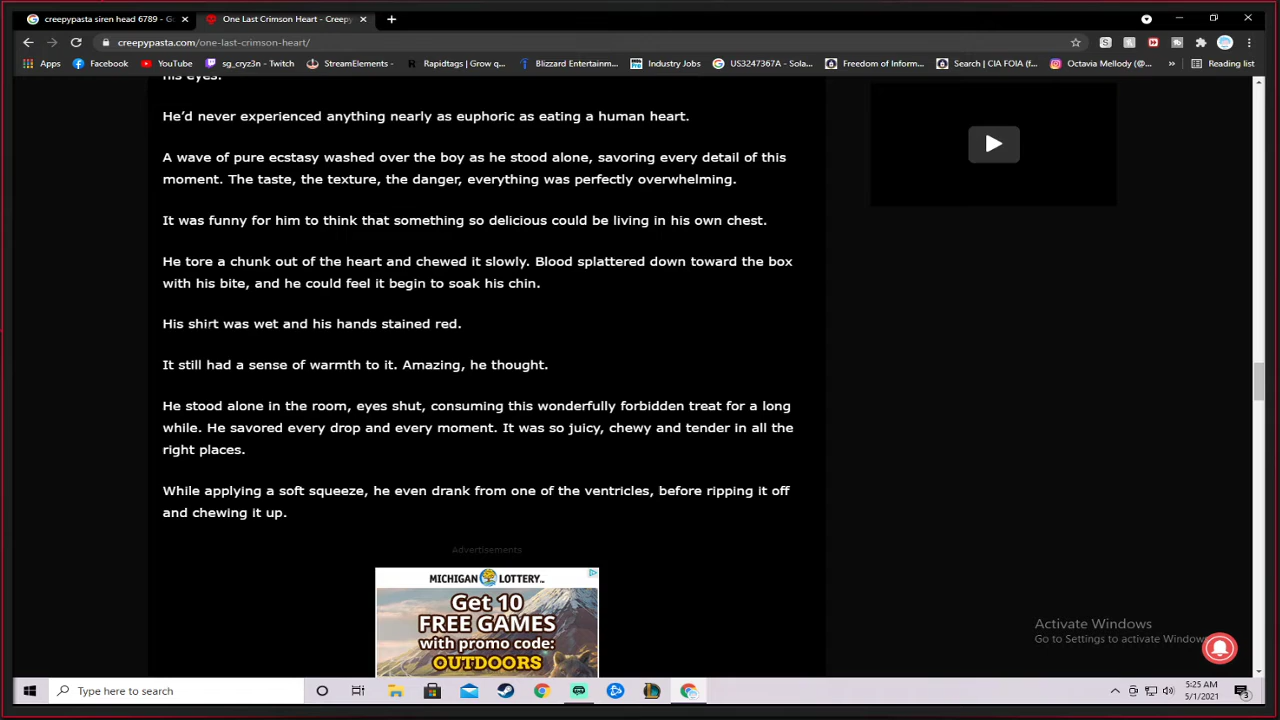 creepypasta siren head 6789 - G
One Last Crimson Heart - Creepy
creepypasta.com/one-last-crimson-heart/
Apps
Facebook
YouTube
sg_cryz3n - Twitch
StreamElements -
Rapidtags | Grow q...
Blizzard Entertainm...
Industry Jobs
US3247367A - Sola...
Freedom of Inform...
Search | CIA FOIA (f...
Octavia Mellody (@...
»
Reading list
his eyes.
He'd never experienced anything nearly as euphoric as eating a human heart.
A wave of pure ecstasy washed over the boy as he stood alone, savoring every detail of this
moment. The taste, the texture, the danger, everything was perfectly overwhelming.
It was funny for him to think that something so delicious could be living in his own chest.
He tore a chunk out of the heart and chewed it slowly. Blood splattered down toward the box
with his bite, and he could feel it begin to soak his chin.
His shirt was wet and his hands stained red.
It still had a sense of warmth to it. Amazing, he thought.
He stood alone in the room, eyes shut, consuming this wonderfully forbidden treat for a long
while. He savored every drop and every moment. It was so juicy, chewy and tender in all the
right places.
While applying a soft squeeze, he even drank from one of the ventricles, before ripping it off
and chewing it up.
Advertisements
MICHIGAN LOTTERY
Get 10
FREE GAMES
with promo code:
OUTDOORS
Activate Windows
Go to Settings to activate Windows
Type here to search
5:25 AM
5/1/2021
3